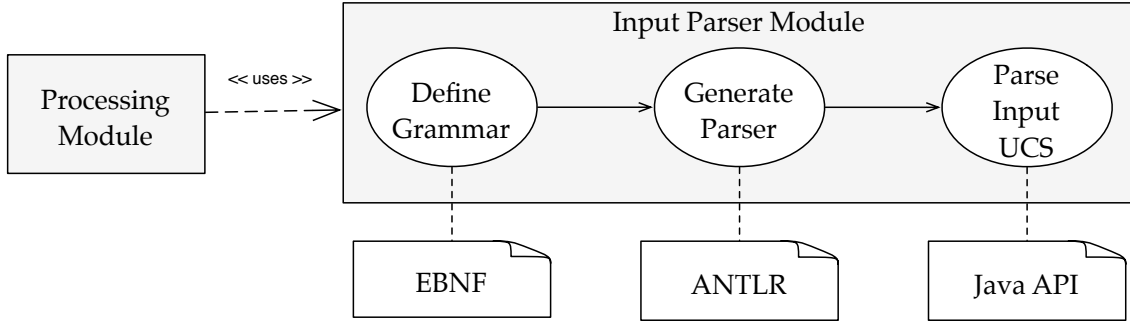 Input Parser Module
Processing
Module
<< uses >>
Define
Grammar
Generate
Parser
Parse
Input
UCS
EBNF
ANTLR
Java API